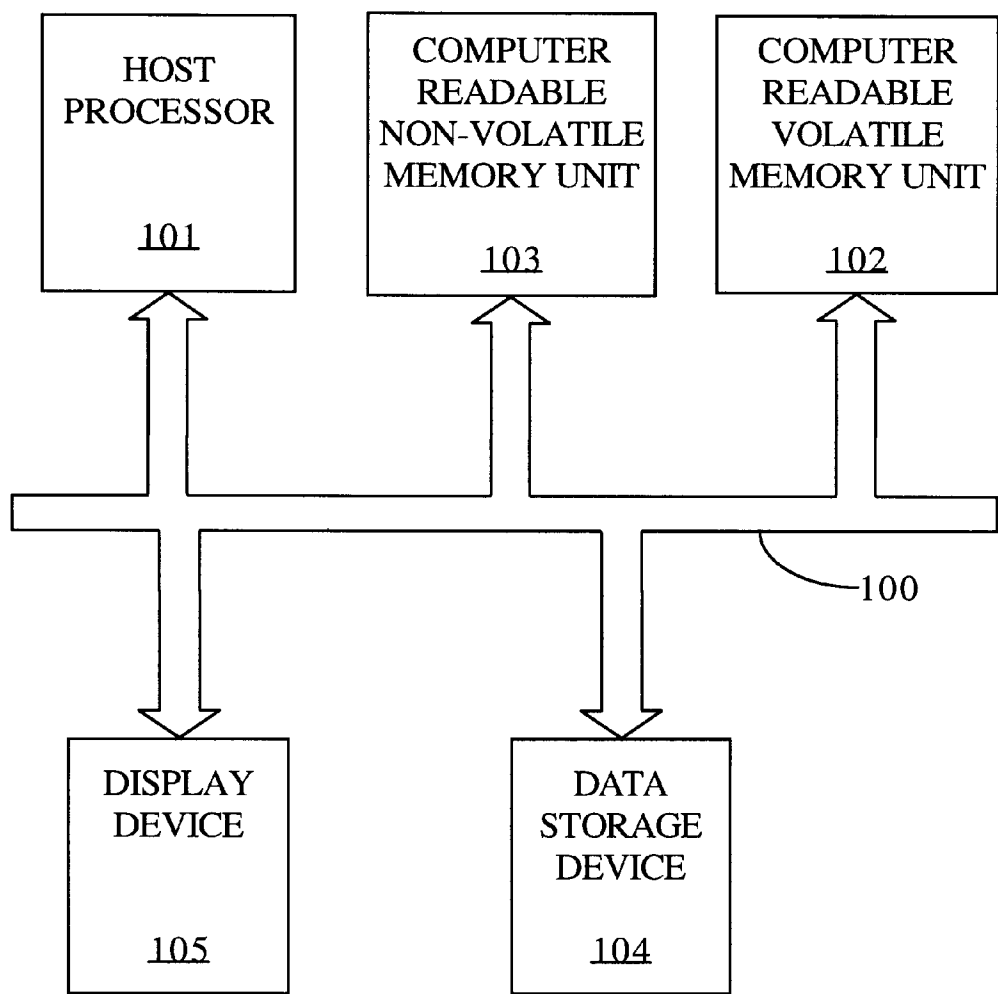 HOST
PROCESSOR
101
COMPUTER
READABLE
NON-VOLATILE
MEMORY UNIT
103
COMPUTER
READABLE
VOLATILE
MEMORY UNIT
102
100
DISPLAY
DEVICE
105
DATA
STORAGE
DEVICE
104